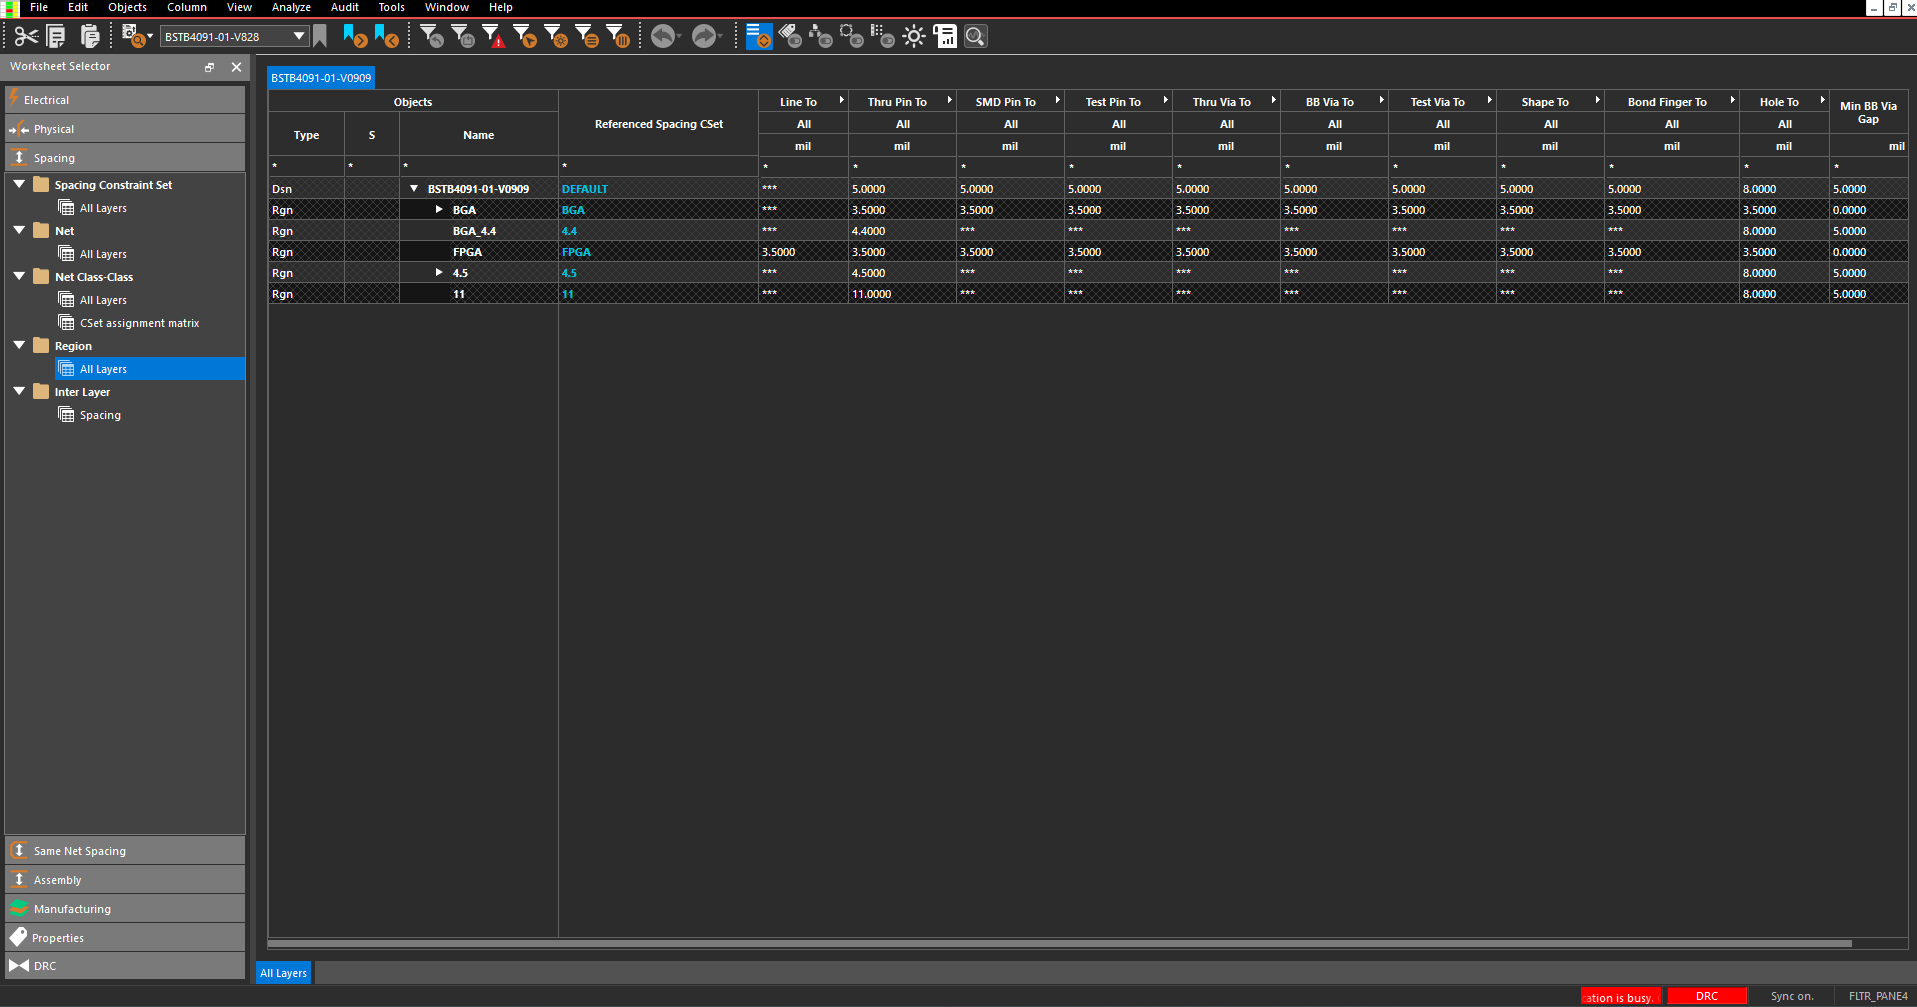 File Edit Objects Column View Analyze Audit Tools Window Help
BSTB4091-01-V828
Worksheet Selector
Electrical
Physical
Spacing
Spacing Constraint Set
All Layers
Net
All Layers
Net Class-Class
All Layers
CSet assignment matrix
Region
All Layers
Inter Layer
Spacing
Same Net Spacing
Assembly
Manufacturing
Properties
DRC
BSTB4091-01-V0909
Objects Referenced Spacing CSet Line To Thru Pin To SMD Pin To Test Pin To Thru Via To BB Via To Test Via To Shape To Bond Finger To Hole To Min BB Via Gap
All All All All All All All All All All
Type S Name mil mil mil mil mil mil mil mil mil mil mil
* * * * * * * * * * * * * * *
Dsn BSTB4091-01-V0909 DEFAULT *** 5.0000 5.0000 5.0000 5.0000 5.0000 5.0000 5.0000 5.0000 8.0000 5.0000
Rgn BGA BGA *** 3.5000 3.5000 3.5000 3.5000 3.5000 3.5000 3.5000 3.5000 3.5000 0.0000
Rgn BGA_4.4 4.4 *** 4.4000 *** *** *** *** *** *** *** 8.0000 5.0000
Rgn FPGA FPGA 3.5000 3.5000 3.5000 3.5000 3.5000 3.5000 3.5000 3.5000 3.5000 3.5000 0.0000
Rgn 4.5 4.5 *** 4.5000 *** *** *** *** *** *** *** 8.0000 5.0000
Rgn 11 11 *** 11.0000 *** *** *** *** *** *** *** 8.0000 5.0000
All Layers
cation is busy. DRC Sync on. FLTR_PANE4